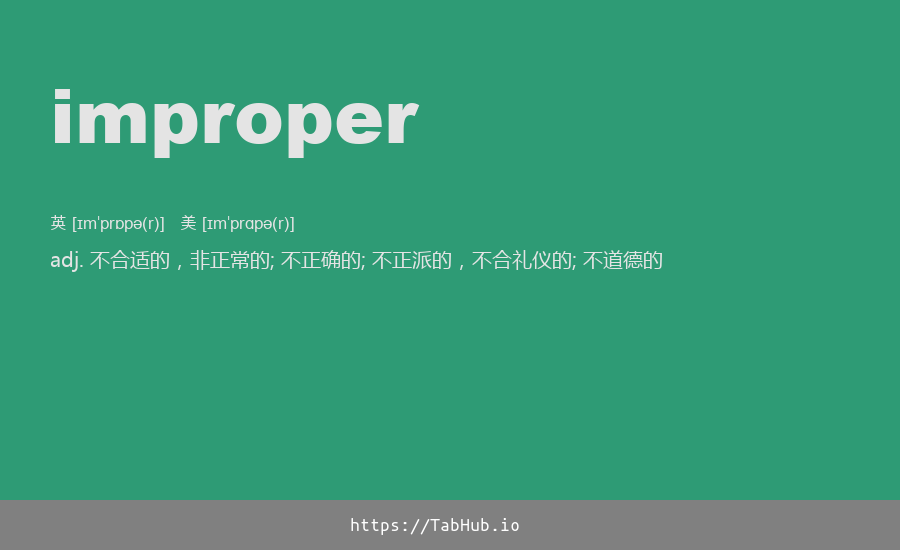 improper
英 [ɪmˈprɒpə(r)] 美 [ɪmˈprɑpə(r)]
adj. 不合适的，非正常的; 不正确的; 不正派的，不合礼仪的; 不道德的
https://TabHub.io